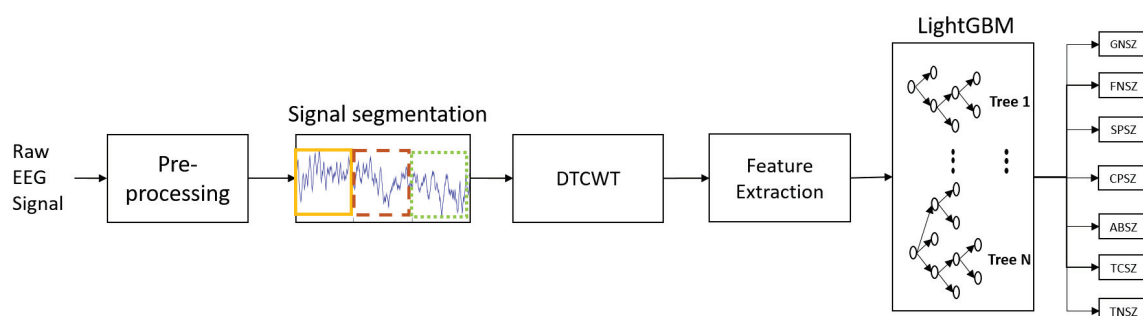 Raw
EEG
Signal
Pre-
processing
Signal segmentation
DTCWT
Feature
Extraction
LightGBM
Tree 1
Tree N
GNSZ
FNSZ
SPSZ
CPSZ
ABSZ
TCSZ
TNSZ